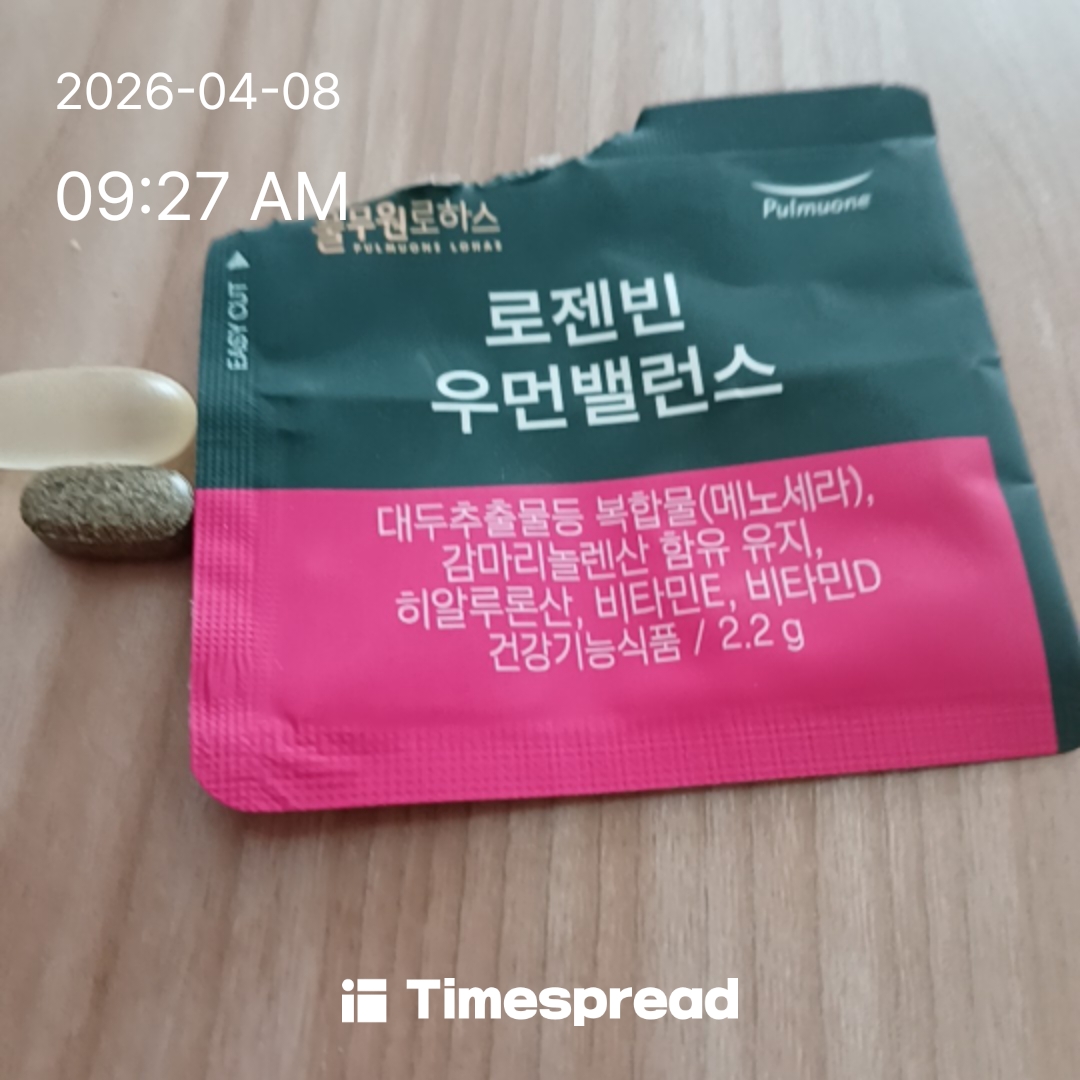 2026-04-08
09:27 AM
풀무원로하스
PULMUONE LOHAS
Pulmuone
EASY CUT
로젠빈
우먼밸런스
대두추출물등 복합물(메노세라),
감마리놀렌산 함유 유지,
히알루론산, 비타민E, 비타민D
건강기능식품 / 2.2 g
Timespread